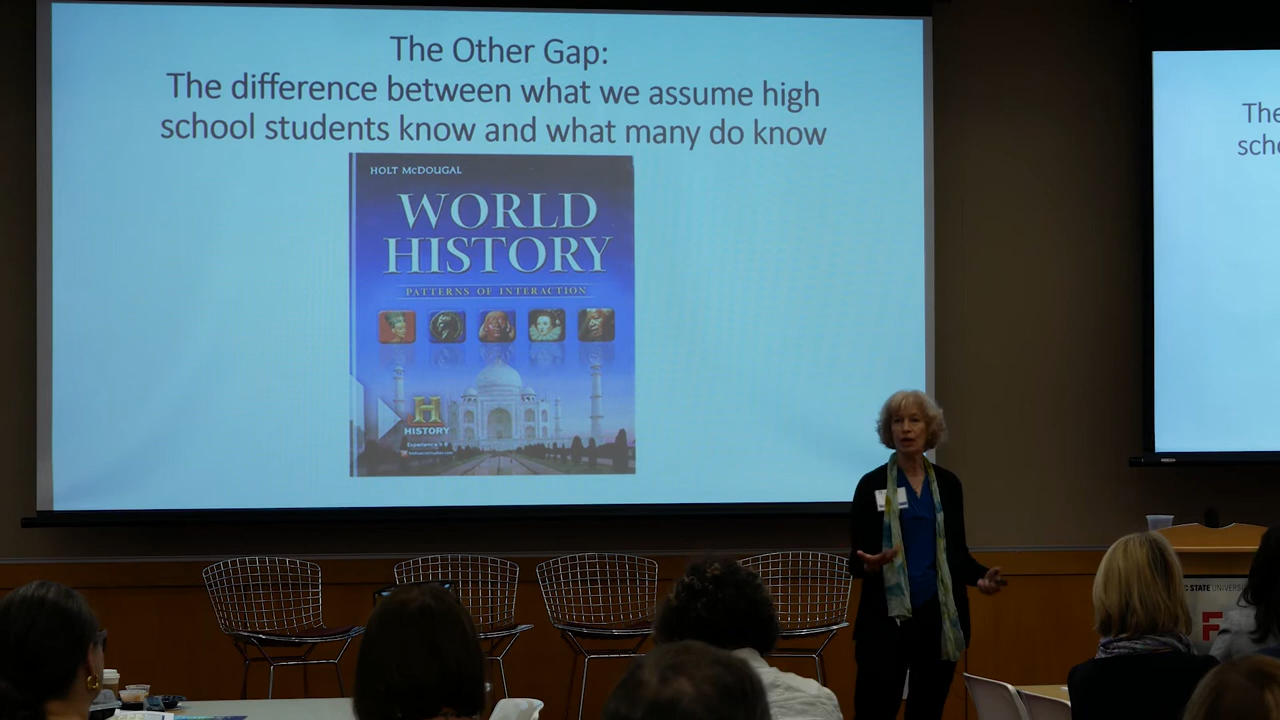 The Other Gap:
The difference between what we assume high
school students know and what many do know
HOLT McDOUGAL
WORLD
HISTORY
PATTERNS OF INTERACTION
H
HISTORY
The
scho
STATE UNIVERSI
F